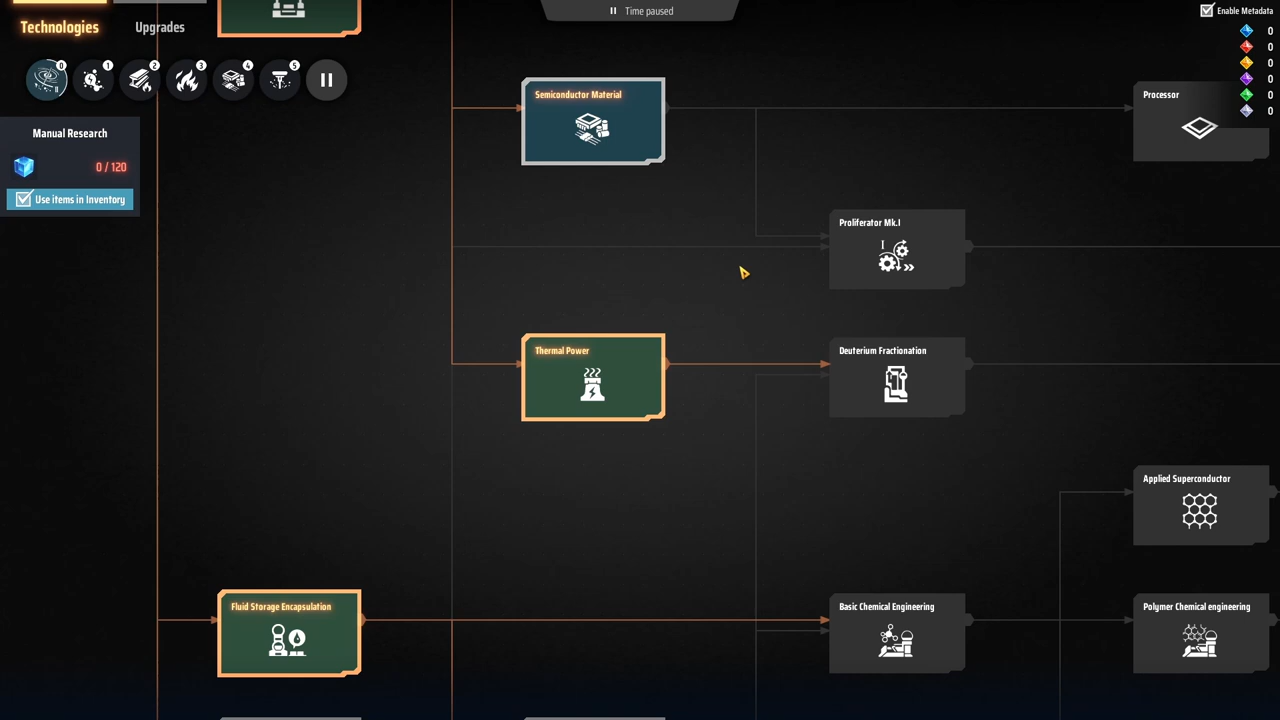 Technologies
Upgrades
Time paused
Enable Metadata
0
0
0
0
0
0
0
1
2
3
4
5
Manual Research
0 / 120
Use items in Inventory
Semiconductor Material
Processor
Proliferator Mk.I
I
Thermal Power
Deuterium Fractionation
Applied Superconductor
Fluid Storage Encapsulation
Basic Chemical Engineering
Polymer Chemical engineering